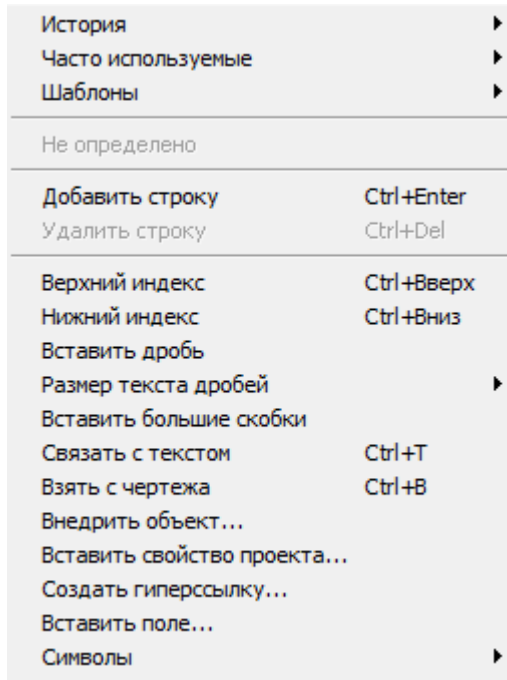 История
Часто используемые
Шаблоны
Не определено
Добавить строку Ctrl+Enter
Удалить строку Ctrl+Del
Верхний индекс Ctrl+Вверх
Нижний индекс Ctrl+Вниз
Вставить дробь
Размер текста дробей
Вставить большие скобки
Связать с текстом Ctrl+T
Взять с чертежа Ctrl+B
Внедрить объект...
Вставить свойство проекта...
Создать гиперссылку...
Вставить поле...
Символы